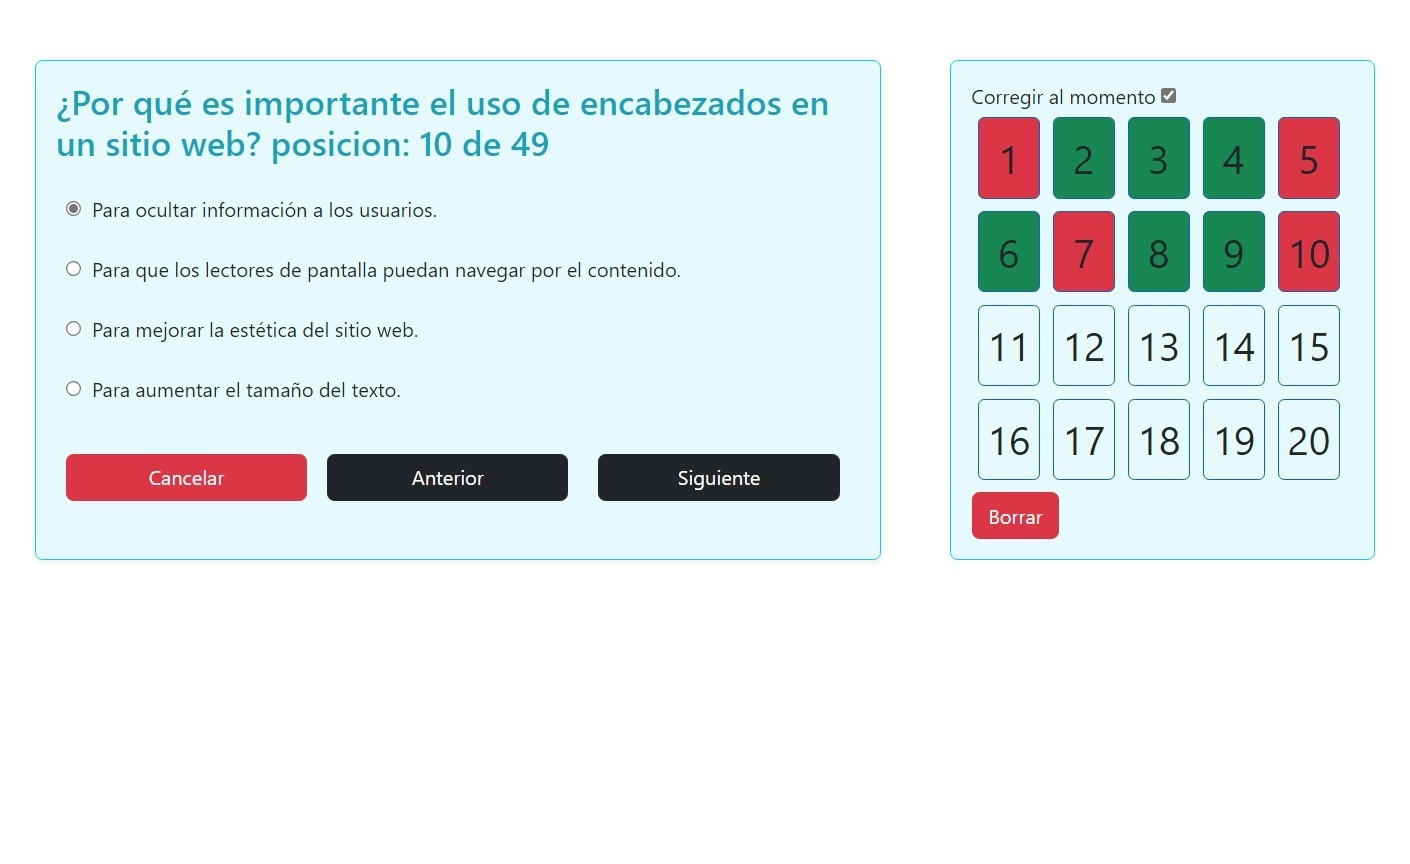 ¿Por qué es importante el uso de encabezados en
un sitio web? posicion: 10 de 49
Para ocultar información a los usuarios.
Para que los lectores de pantalla puedan navegar por el contenido.
Para mejorar la estética del sitio web.
Para aumentar el tamaño del texto.
Cancelar Anterior Siguiente
Corregir al momento
1 2 3 4 5
6 7 8 9 10
11 12 13 14 15
16 17 18 19 20
Borrar